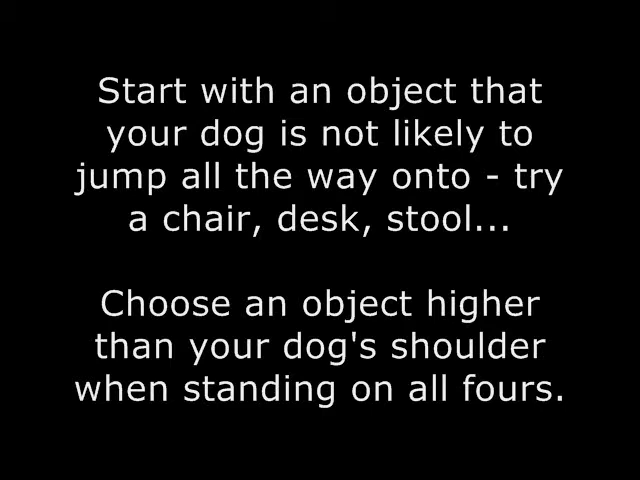 Start with an object that
your dog is not likely to
jump all the way onto - try
a chair, desk, stool...
Choose an object higher
than your dog's shoulder
when standing on all fours.